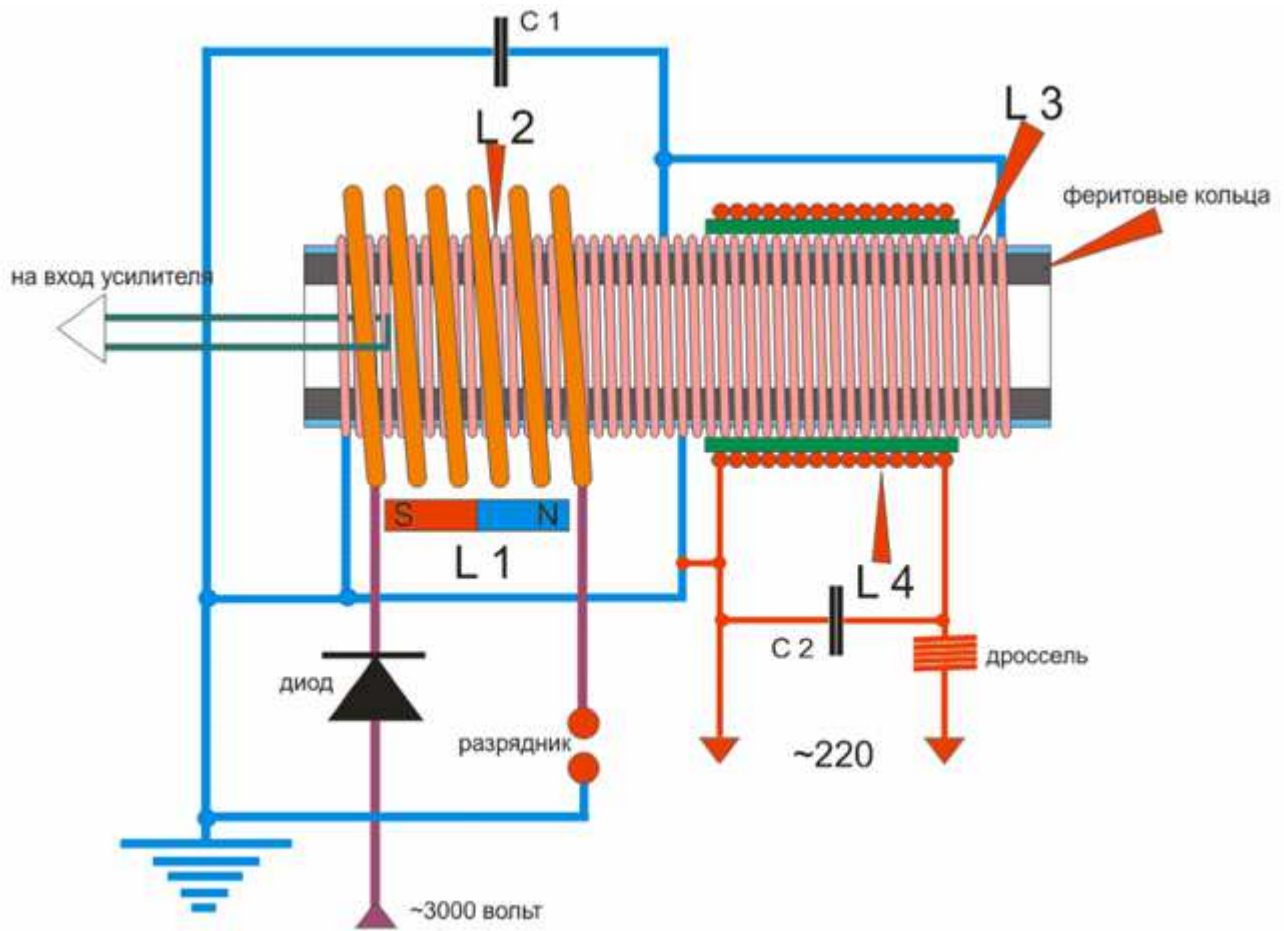 C 1
L 2
L 3
феритовые кольца
на вход усилителя
S N
L 1
L 4
C 2
дроссель
диод
разрядник
~220
~3000 вольт